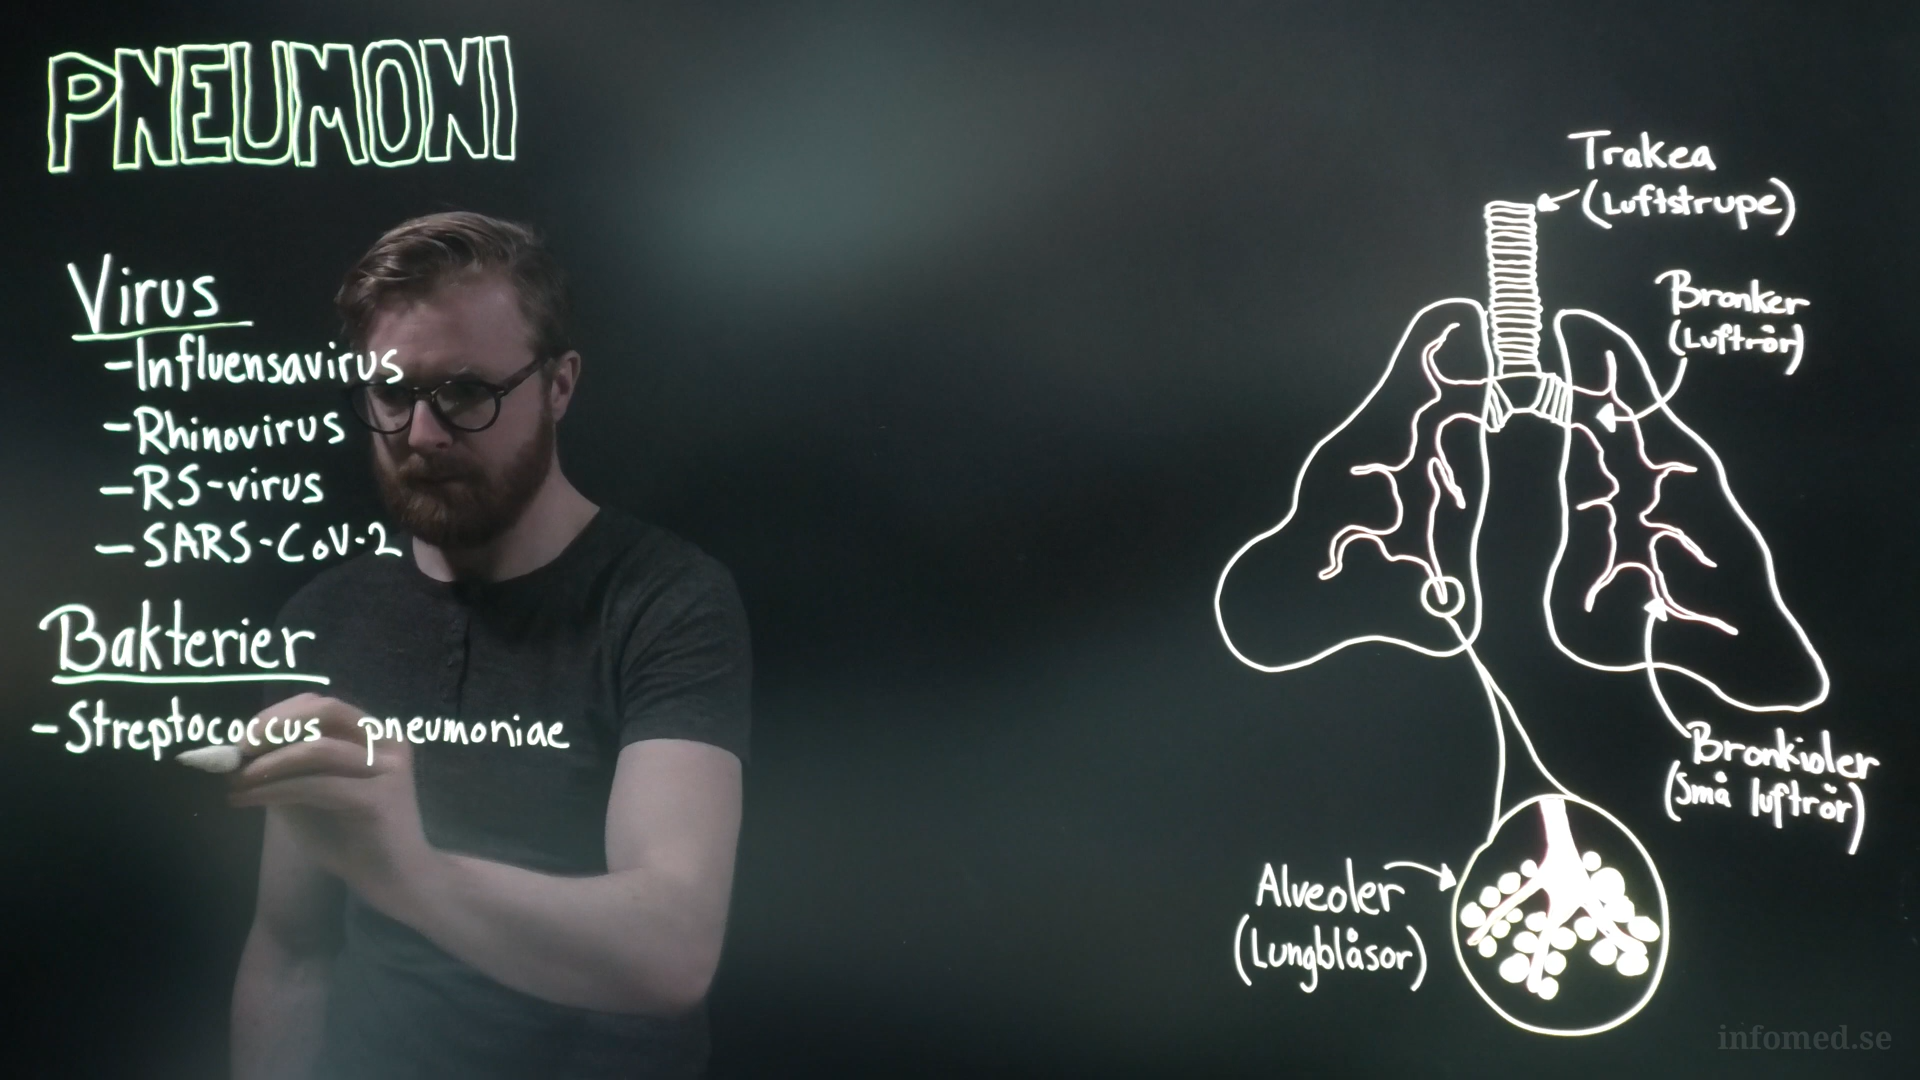 PNEUMONI
Virus
-Influensavirus
-Rhinovirus
-RS-virus
-SARS-CoV-2
Bakterier
-Streptococcus pneumoniae
Trakea
(Luftstrupe)
Bronker
(Luftrör)
Bronkioler
(Små luftrör)
Alveoler
(Lungblåsor)
infomed.se